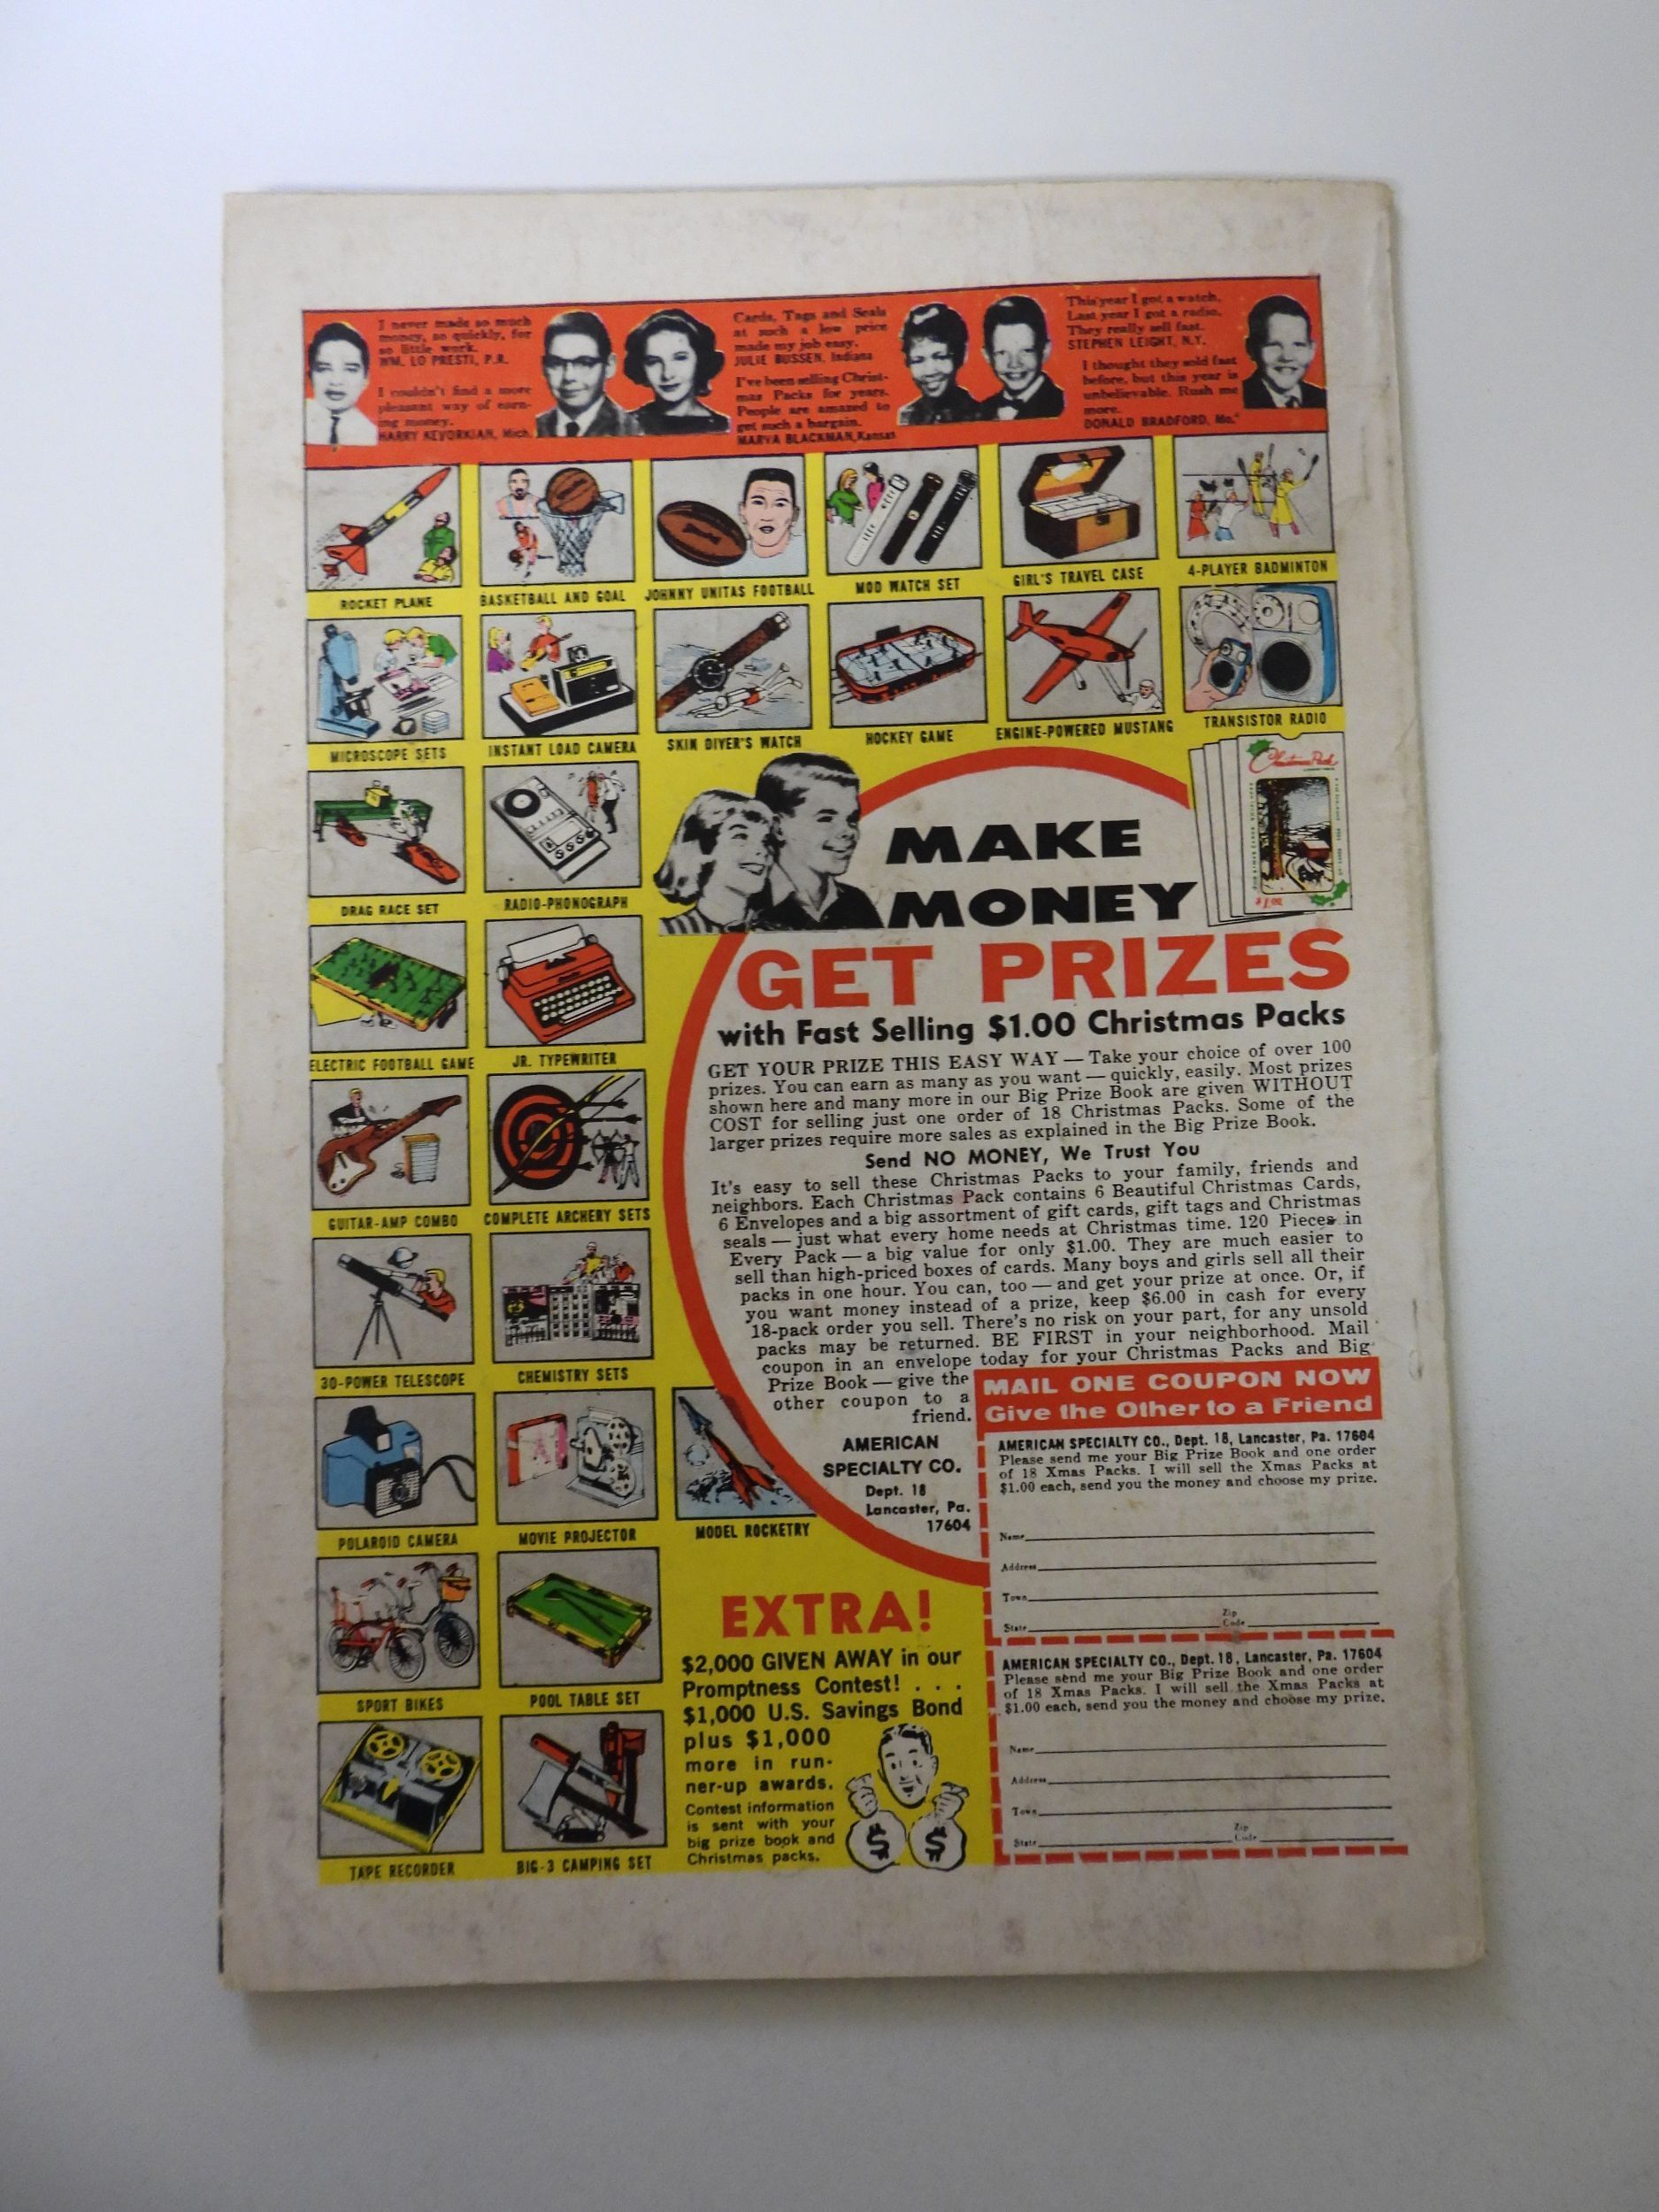 I never made so much
money, so quickly, for
so little work.
WM. LO PRESTI, P.R.
I couldn't find a more
pleasant way of earn-
ing money.
HARRY KEVORKIAN, Mich.
Cards, Tags and Seals
at such a low price
made my job easy.
JULIE BUSSEN, Indiana
I've been selling Christ-
mas Packs for years.
People are amazed to
get such a bargain.
MARVA BLACKMAN, Kansas
This year I got a watch.
Last year I got a radio.
They really sell fast.
STEPHEN LEIGHT, N.Y.
I thought they sold fast
before, but this year is
unbelievable. Rush me
more.
DONALD BRADFORD, Mo.
ROCKET PLANE
BASKETBALL AND GOAL
JOHNNY UNITAS FOOTBALL
MOD WATCH SET
GIRL'S TRAVEL CASE
4-PLAYER BADMINTON
MICROSCOPE SETS
INSTANT LOAD CAMERA
SKIN DIVER'S WATCH
HOCKEY GAME
ENGINE-POWERED MUSTANG
TRANSISTOR RADIO
DRAG RACE SET
RADIO-PHONOGRAPH
ELECTRIC FOOTBALL GAME
JR. TYPEWRITER
GUITAR-AMP COMBO
COMPLETE ARCHERY SETS
30-POWER TELESCOPE
CHEMISTRY SETS
POLAROID CAMERA
MOVIE PROJECTOR
MODEL ROCKETRY
SPORT BIKES
POOL TABLE SET
TAPE RECORDER
BIG-3 CAMPING SET
Christmas Pack
$1.00
MAKE
MONEY
GET PRIZES
with Fast Selling $1.00 Christmas Packs
GET YOUR PRIZE THIS EASY WAY — Take your choice of over 100
prizes. You can earn as many as you want — quickly, easily. Most prizes
shown here and many more in our Big Prize Book are given WITHOUT
COST for selling just one order of 18 Christmas Packs. Some of the
larger prizes require more sales as explained in the Big Prize Book.
Send NO MONEY, We Trust You
It's easy to sell these Christmas Packs to your family, friends and
neighbors. Each Christmas Pack contains 6 Beautiful Christmas Cards,
6 Envelopes and a big assortment of gift cards, gift tags and Christmas
seals — just what every home needs at Christmas time. 120 Pieces in
Every Pack — a big value for only $1.00. They are much easier to
sell than high-priced boxes of cards. Many boys and girls sell all their
packs in one hour. You can, too — and get your prize at once. Or, if
you want money instead of a prize, keep $6.00 in cash for every
18-pack order you sell. There's no risk on your part, for any unsold
packs may be returned. BE FIRST in your neighborhood. Mail
coupon in an envelope today for your Christmas Packs and Big
Prize Book — give the
other coupon to a
friend.
AMERICAN
SPECIALTY CO.
Dept. 18
Lancaster, Pa.
17604
MAIL ONE COUPON NOW
Give the Other to a Friend
AMERICAN SPECIALTY CO., Dept. 18, Lancaster, Pa. 17604
Please send me your Big Prize Book and one order
of 18 Xmas Packs. I will sell the Xmas Packs at
$1.00 each, send you the money and choose my prize.
Name
Address
Town
State Zip Code
AMERICAN SPECIALTY CO., Dept. 18, Lancaster, Pa. 17604
Please send me your Big Prize Book and one order
of 18 Xmas Packs. I will sell the Xmas Packs at
$1.00 each, send you the money and choose my prize.
Name
Address
Town
State Zip Code
EXTRA!
$2,000 GIVEN AWAY in our
Promptness Contest! . . .
$1,000 U.S. Savings Bond
plus $1,000
more in run-
ner-up awards.
Contest information
is sent with your
big prize book and
Christmas packs.
$ $